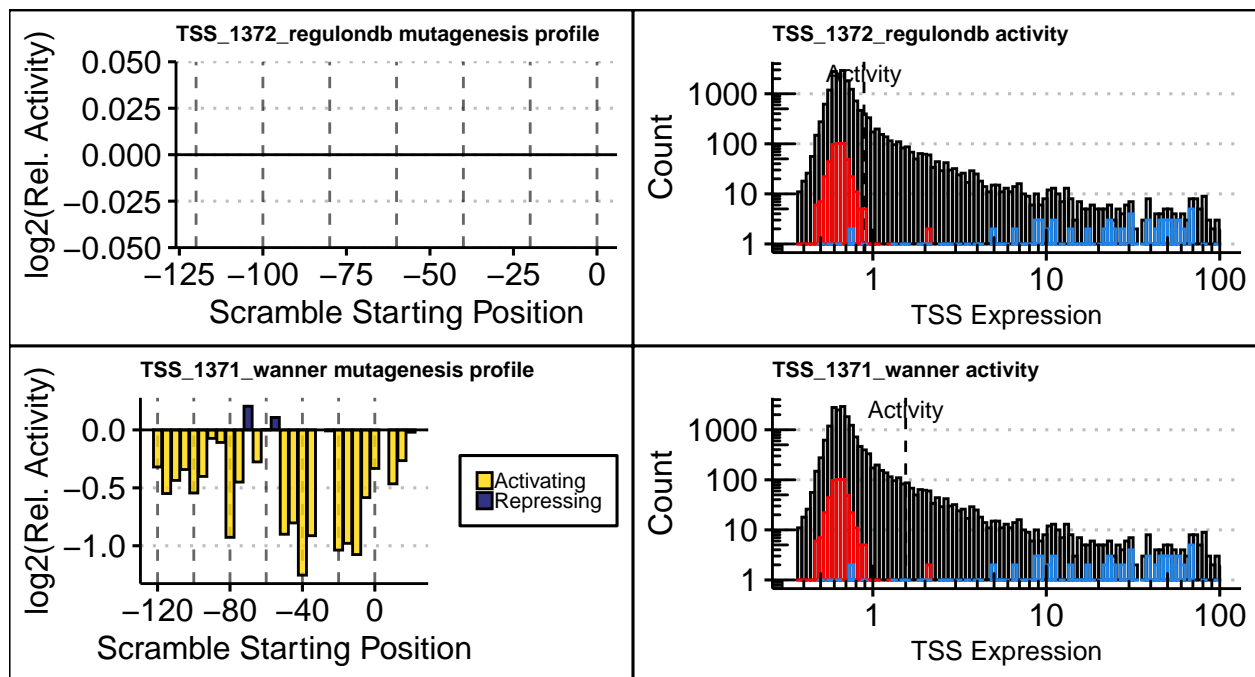 TSS_1372_regulondb mutagenesis profile
log2(Rel. Activity)
0.050
0.025
0.000
−0.025
−0.050
−125 −100 −75 −50 −25 0
Scramble Starting Position
TSS_1372_regulondb activity
Activity
Count
1000
100
10
1
1 10 100
TSS Expression
TSS_1371_wanner mutagenesis profile
log2(Rel. Activity)
0.0
−0.5
−1.0
−120 −80 −40 0
Scramble Starting Position
Activating
Repressing
TSS_1371_wanner activity
Activity
Count
1000
100
10
1
1 10 100
TSS Expression